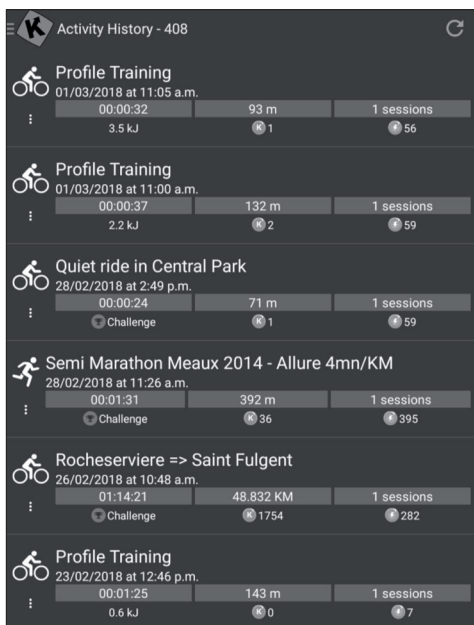 K Activity History - 408
Profile Training
01/03/2018 at 11:05 a.m.
00:00:32 93 m 1 sessions
3.5 kJ K 1 56
Profile Training
01/03/2018 at 11:00 a.m.
00:00:37 132 m 1 sessions
2.2 kJ K 2 59
Quiet ride in Central Park
28/02/2018 at 2:49 p.m.
00:00:24 71 m 1 sessions
Challenge K 1 59
Semi Marathon Meaux 2014 - Allure 4mn/KM
28/02/2018 at 11:26 a.m.
00:01:31 392 m 1 sessions
Challenge K 36 395
Rocheserviere => Saint Fulgent
26/02/2018 at 10:48 a.m.
01:14:21 48.832 KM 1 sessions
Challenge K 1754 282
Profile Training
23/02/2018 at 12:46 p.m.
00:01:25 143 m 1 sessions
0.6 kJ K 0 7